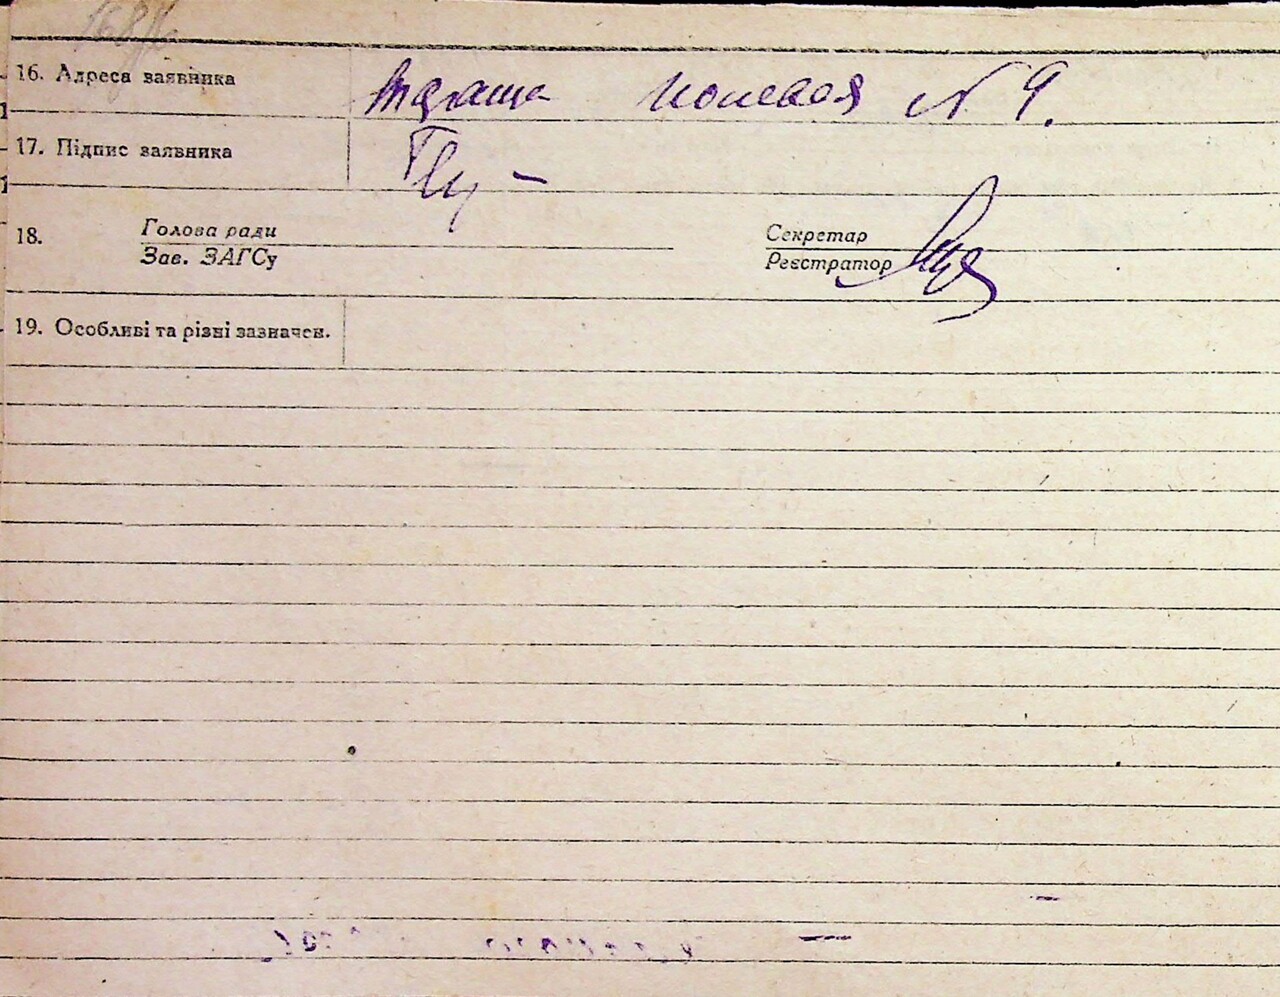 16. Адреса заявника Полевая № 9.
17. Підпис заявника
18. Голова ради Секретар
Зав. ЗАГСу Реєстратор
19. Особливі та різні зазначен.